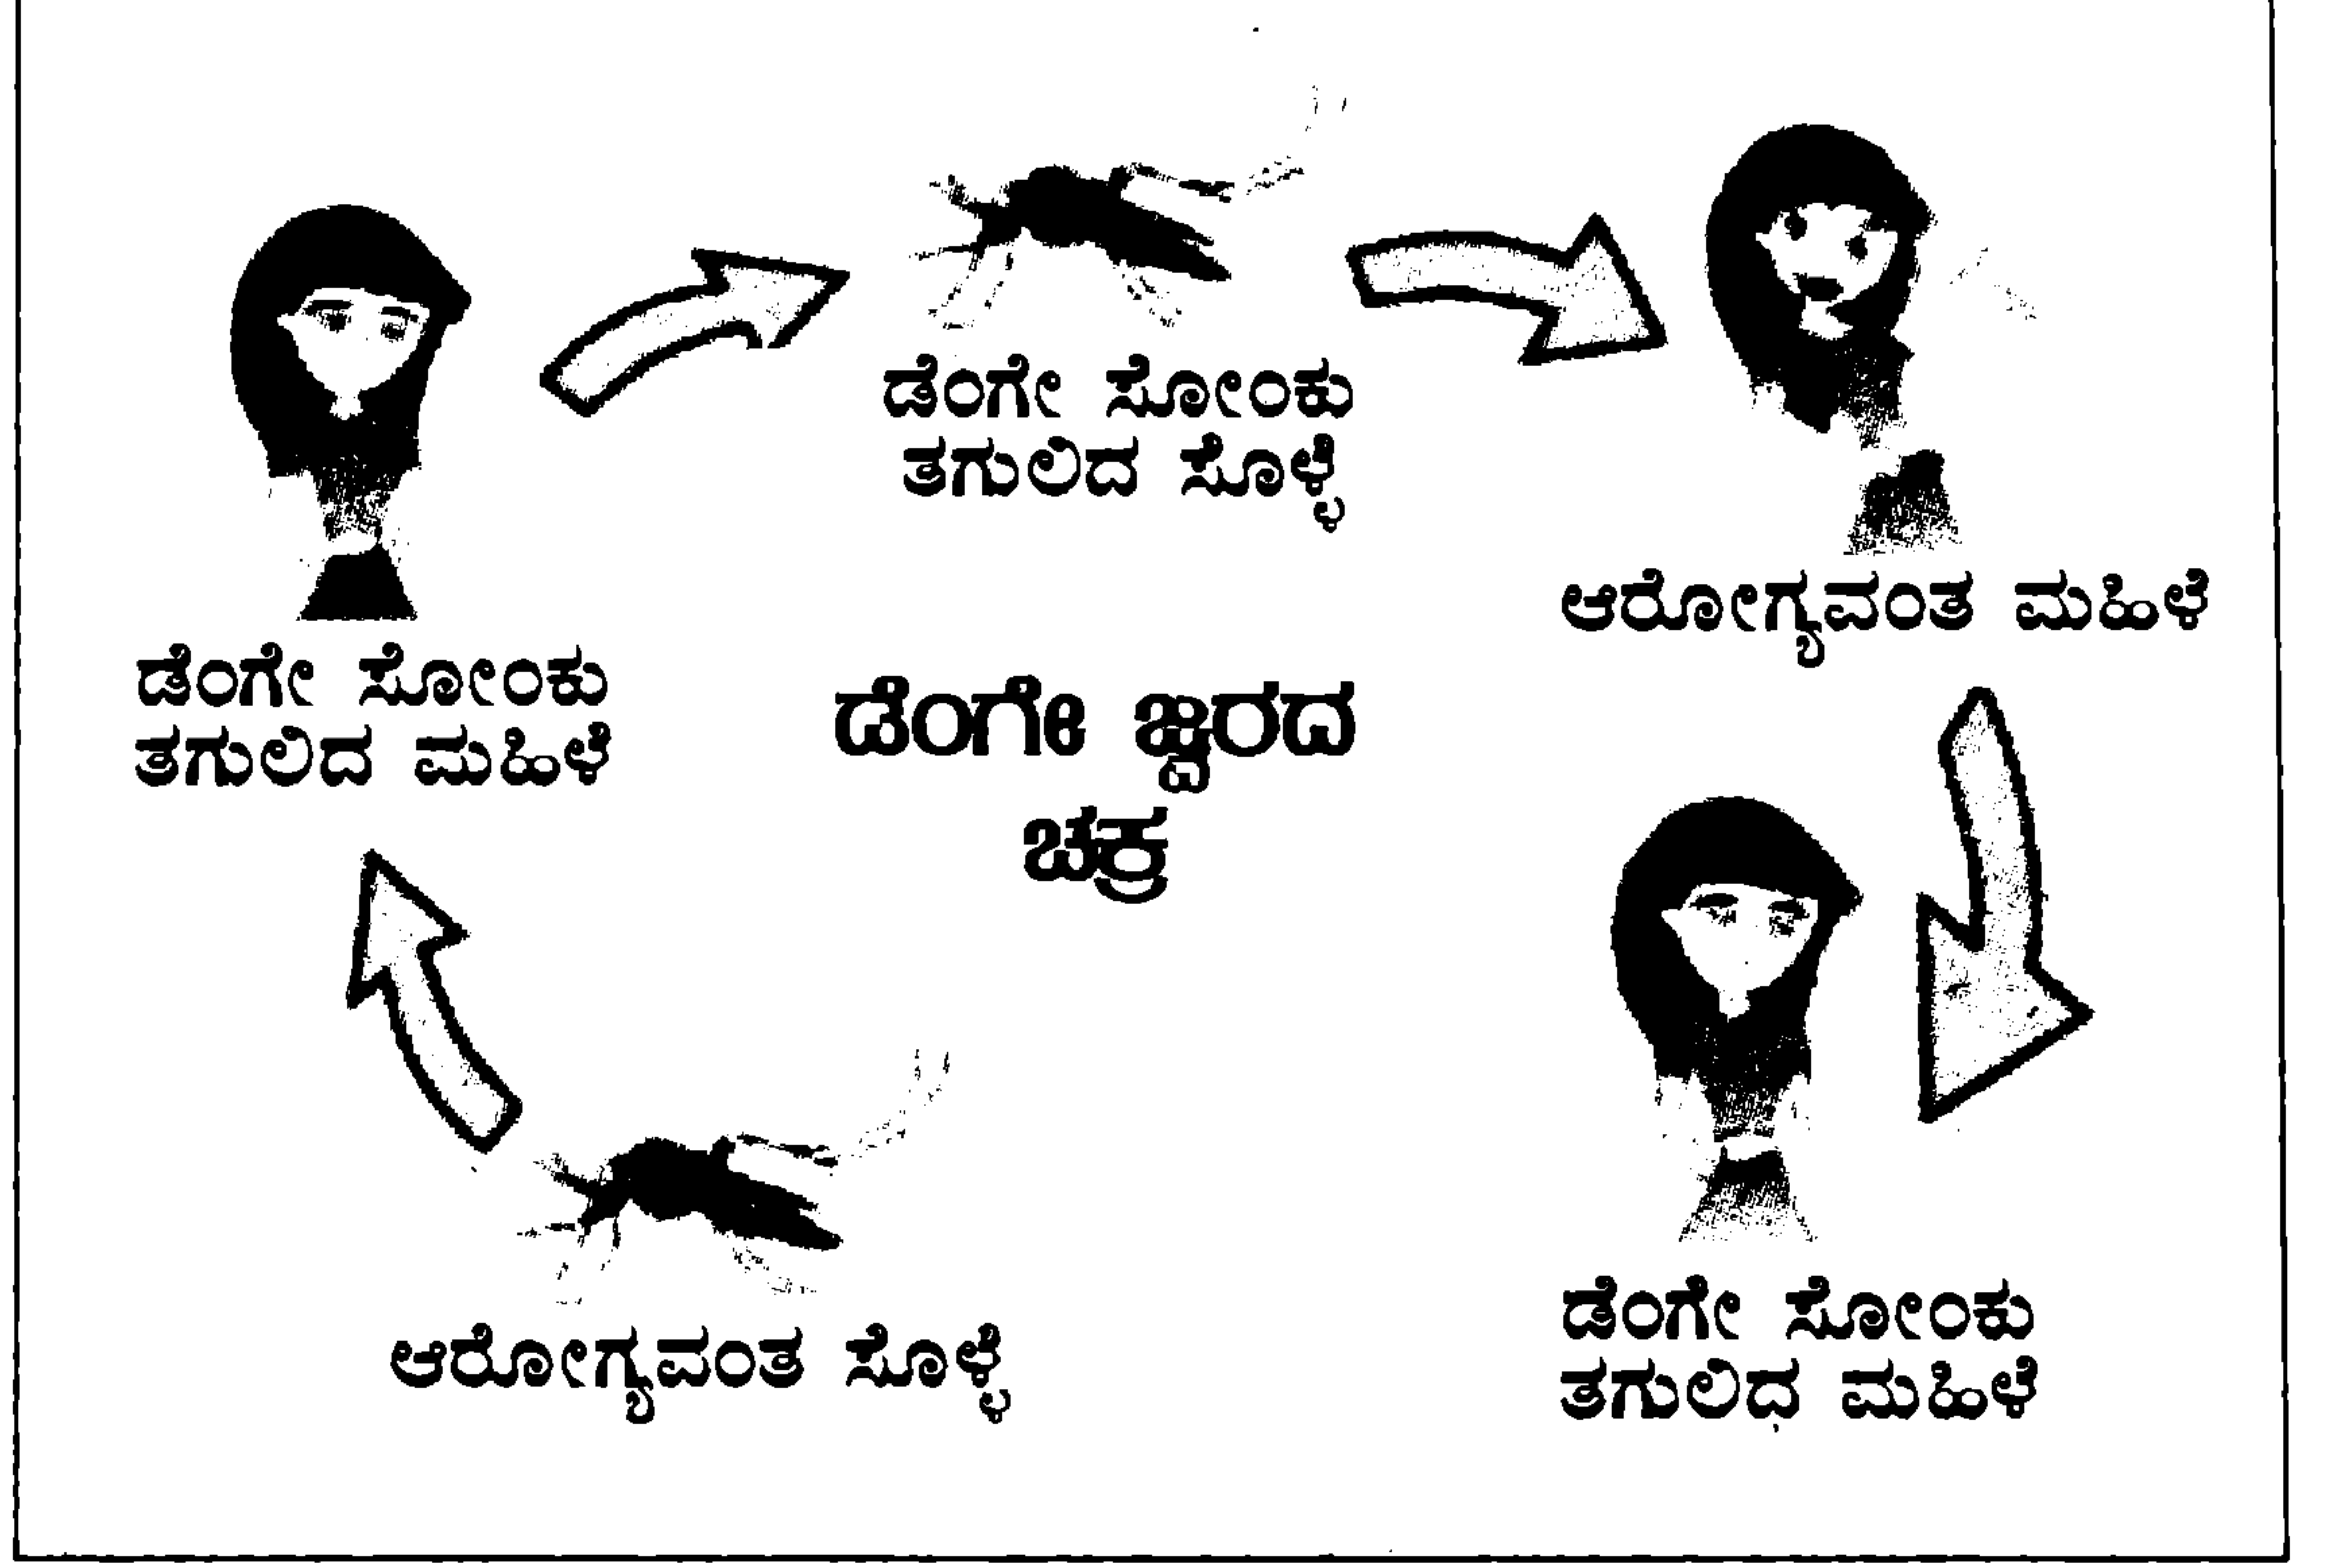 ಡೆಂಗೇ ಸೋಂಕು
ತಗುಲಿದ ಸೊಳ್ಳೆ
ಆರೋಗ್ಯವಂತ ಮಹಿಳೆ
ಡೆಂಗೇ ಸೋಂಕು
ತಗುಲಿದ ಮಹಿಳೆ
ಡೆಂಗೇ ಜ್ವರದ
ಚಕ್ರ
ಆರೋಗ್ಯವಂತ ಸೊಳ್ಳೆ
ಡೆಂಗೇ ಸೋಂಕು
ತಗುಲಿದ ಮಹಿಳೆ